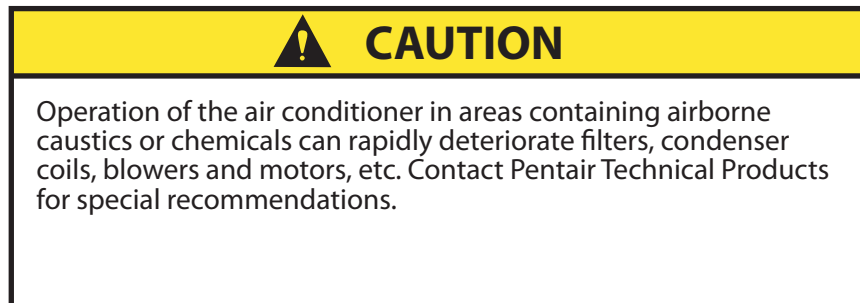 CAUTION
Operation of the air conditioner in areas containing airborne
caustics or chemicals can rapidly deteriorate filters, condenser
coils, blowers and motors, etc. Contact Pentair Technical Products
for special recommendations.